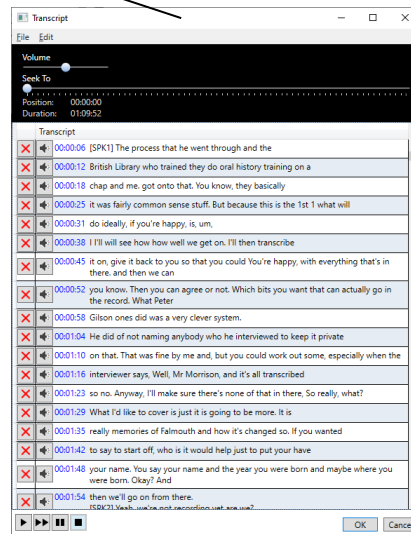 Transcript
File Edit
Volume
Seek To
Position: 00:00:00
Duration: 01:09:52
Transcript
00:00:06 [SPK1] The process that he went through and the
00:00:12 British Library who trained they do oral history training on a
00:00:18 chap and me. got onto that. You know, they basically
00:00:25 it was fairly common sense stuff. But because this is the 1st 1 what will
00:00:31 do ideally, if you're happy, is, um,
00:00:38 I I'll will see how how well we get on. I'll then transcribe
00:00:45 it on, give it back to you so that you could You're happy, with everything that's in
there. and then we can
00:00:52 you know. Then you can agree or not. Which bits you want that can actually go in
the record. What Peter
00:00:58 Gilson ones did was a very clever system.
00:01:04 He did of not naming anybody who he interviewed to keep it private
00:01:10 on that. That was fine by me and, but you could work out some, especially when the
00:01:16 interviewer says, Well, Mr Morrison, and it's all transcribed
00:01:23 so no. Anyway, I'll make sure there's none of that in there, So really, what?
00:01:29 What I'd like to cover is just it is going to be more. It is
00:01:35 really memories of Falmouth and how it's changed so. If you wanted
00:01:42 to say to start off, who is it would help just to put your have
00:01:48 your name. You say your name and the year you were born and maybe where you
were born. Okay? And
00:01:54 then we'll go on from there.
[SPK2] Yeah, we're not recording yet are we?
OK Cance